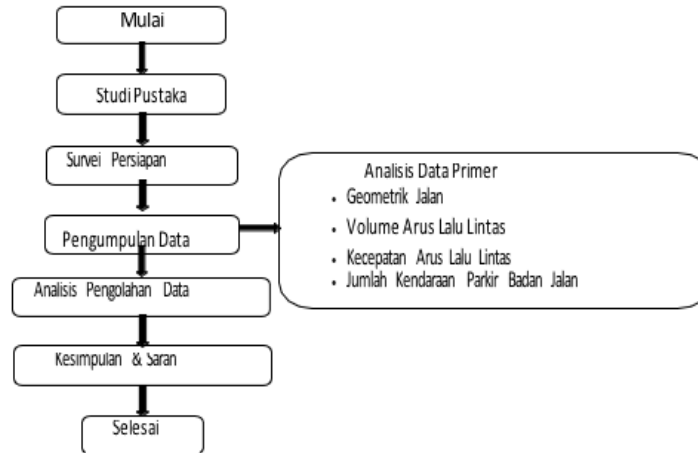 Mulai
Studi Pustaka
Survei Persiapan
Pengumpulan Data
Analisis Data Primer
• Geometrik Jalan
• Volume Arus Lalu Lintas
• Kecepatan Arus Lalu Lintas
• Jumlah Kendaraan Parkir Badan Jalan
Analisis Pengolahan Data
Kesimpulan & Saran
Selesai